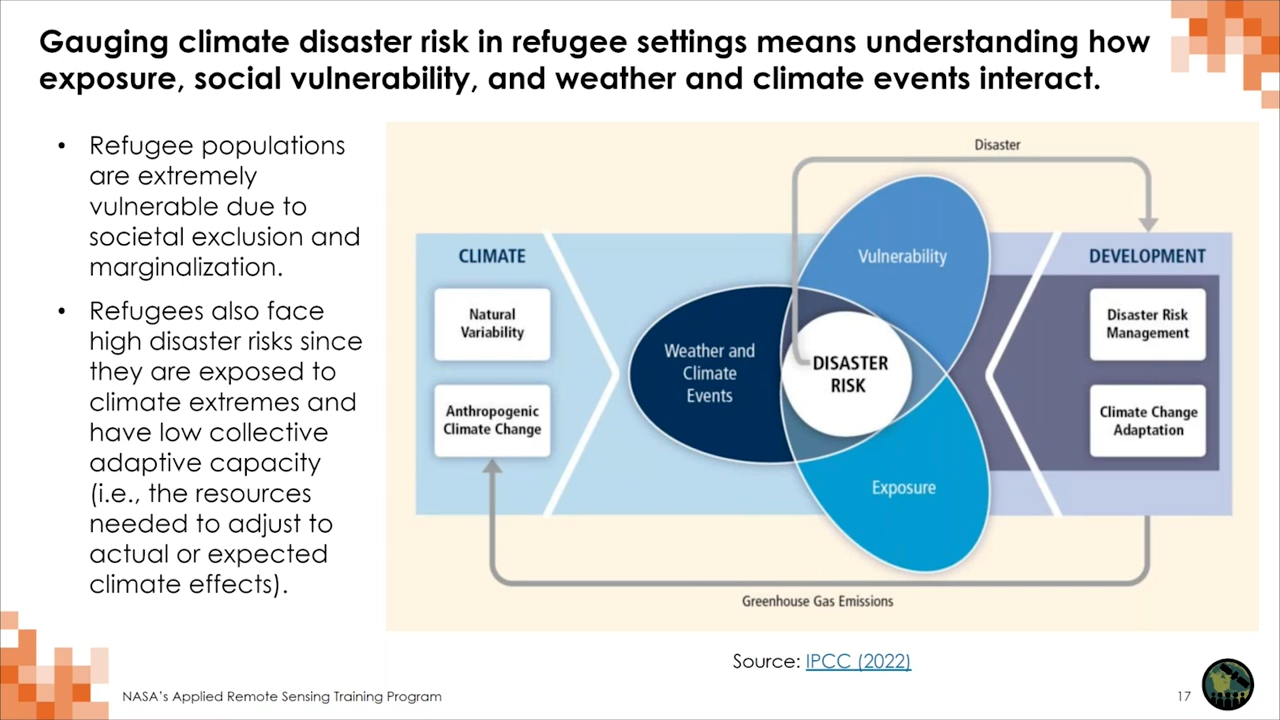 Gauging climate disaster risk in refugee settings means understanding how
exposure, social vulnerability, and weather and climate events interact.
• Refugee populations
are extremely
vulnerable due to
societal exclusion and
marginalization.
• Refugees also face
high disaster risks since
they are exposed to
climate extremes and
have low collective
adaptive capacity
(i.e., the resources
needed to adjust to
actual or expected
climate effects).
Disaster
CLIMATE
Natural
Variability
Anthropogenic
Climate Change
Weather and
Climate
Events
Vulnerability
DISASTER
RISK
Exposure
DEVELOPMENT
Disaster Risk
Management
Climate Change
Adaptation
Greenhouse Gas Emissions
Source: IPCC (2022)
NASA's Applied Remote Sensing Training Program
17